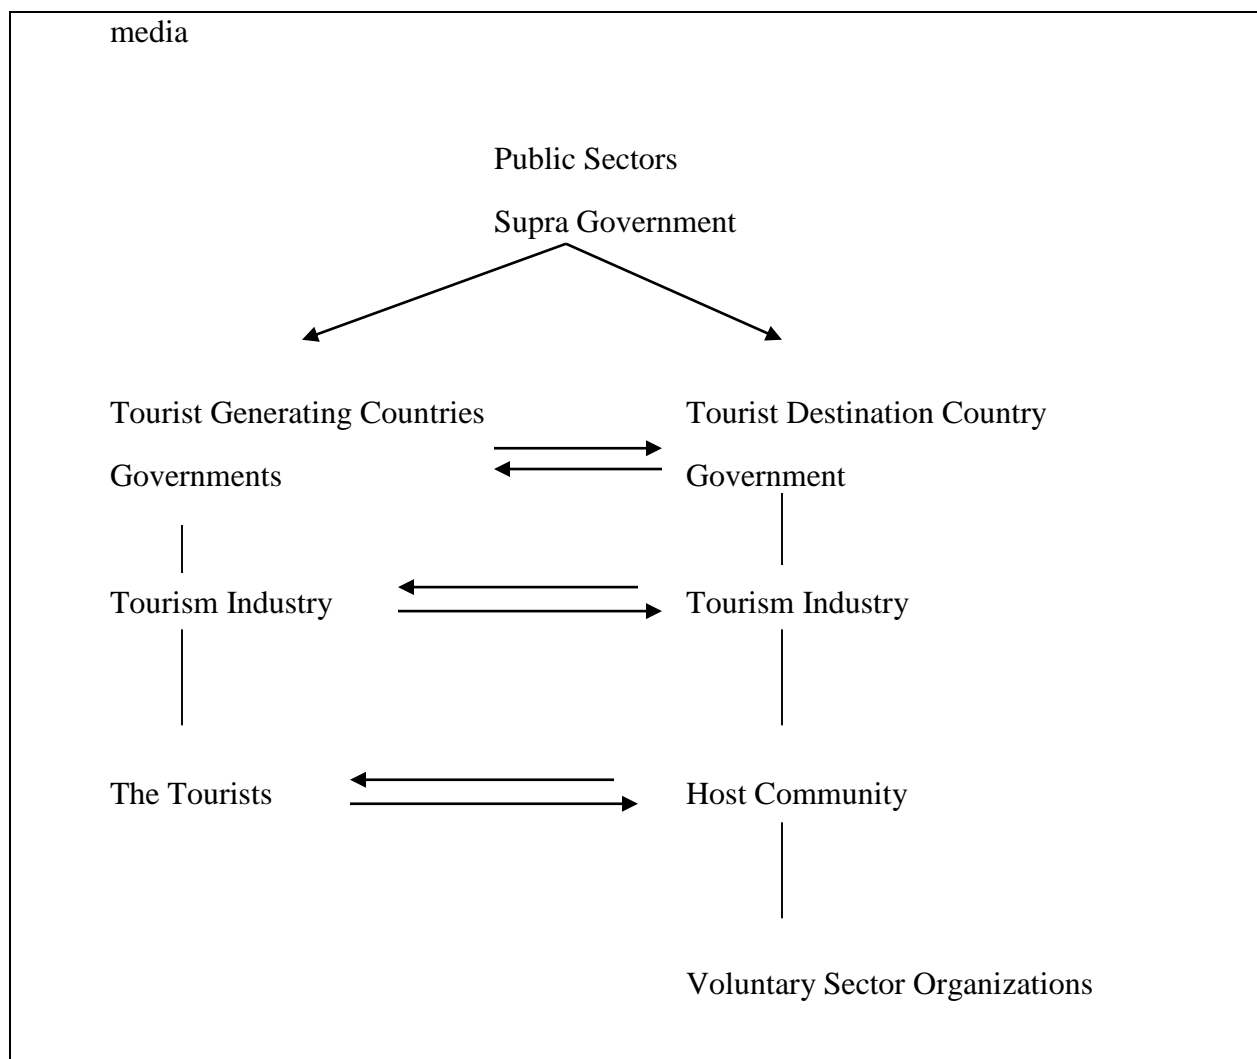 media
Public Sectors
Supra Government
Tourist Generating Countries
Tourist Destination Country
Governments
Government
Tourism Industry
Tourism Industry
The Tourists
Host Community
Voluntary Sector Organizations